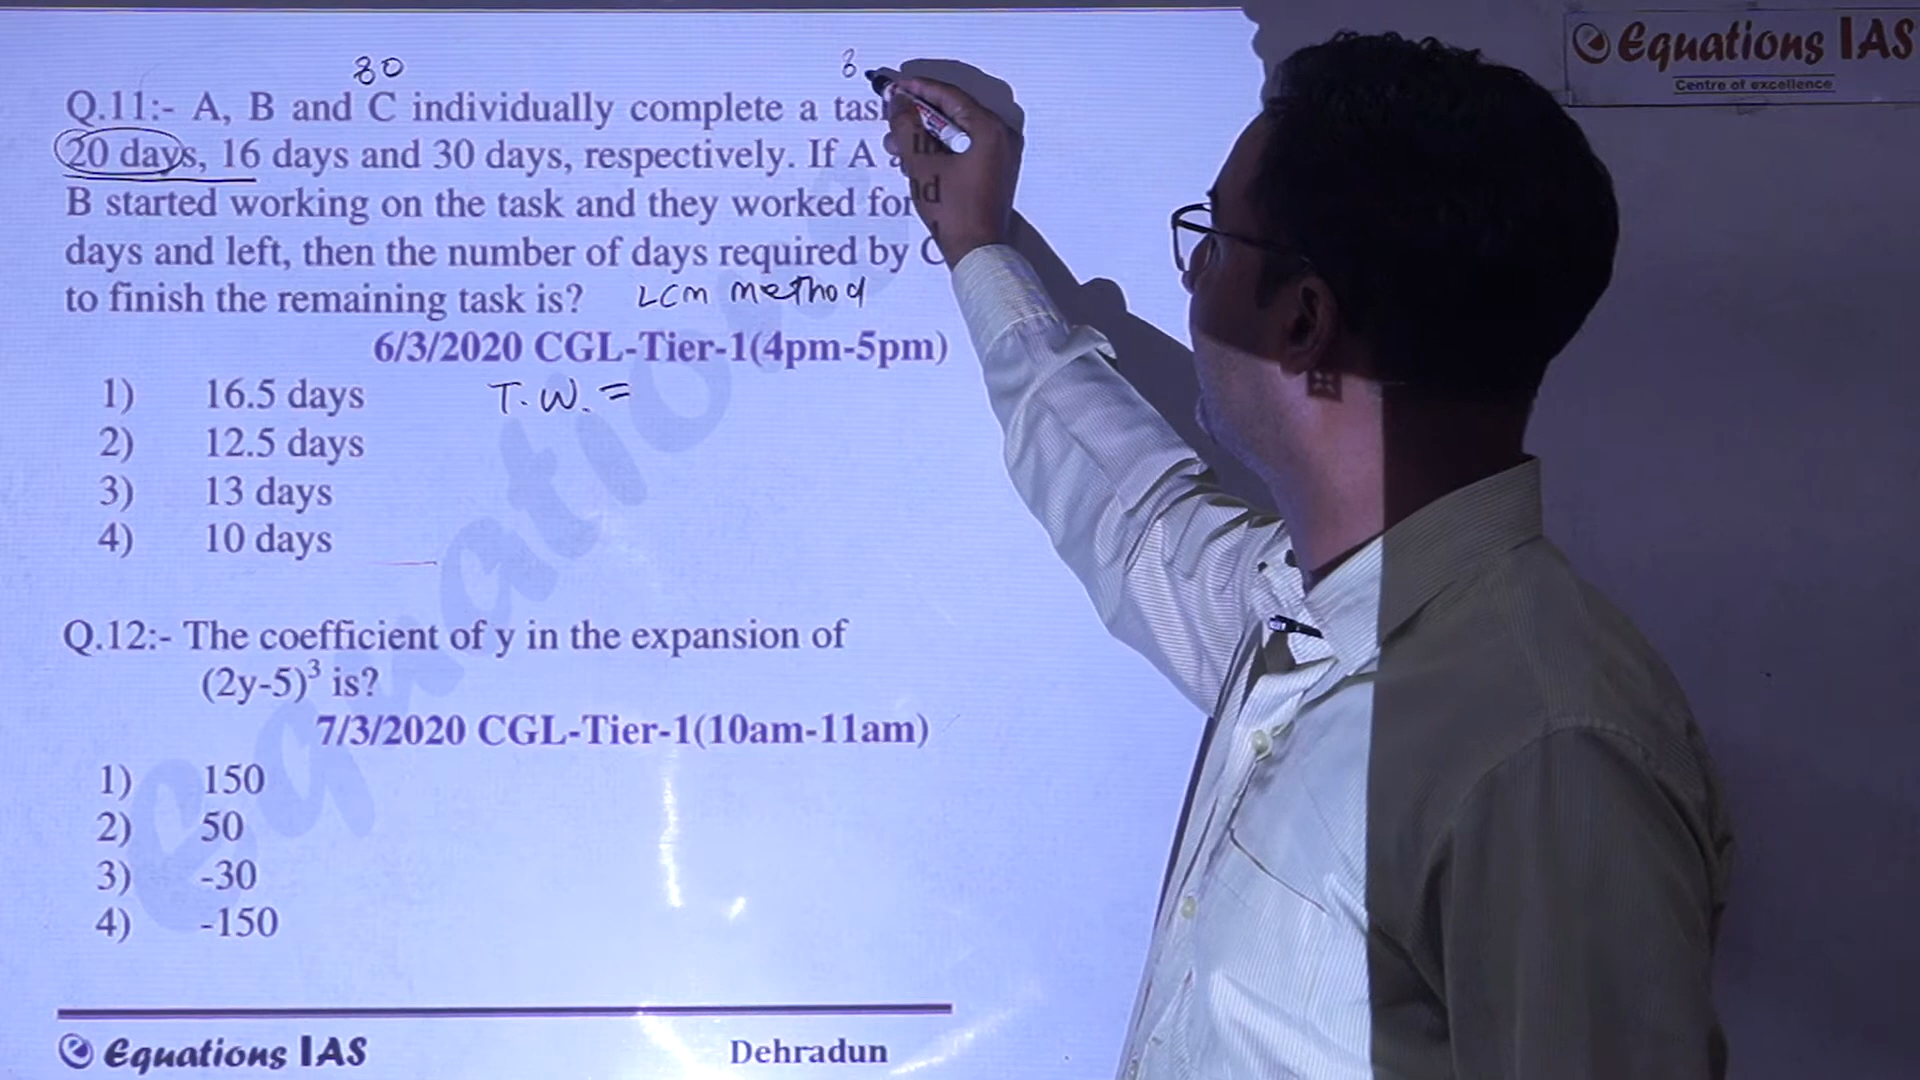 80
8
Q.11:- A, B and C individually complete a task in
20 days, 16 days and 30 days, respectively. If A and
B started working on the task and they worked for
days and left, then the number of days required by C
to finish the remaining task is? LCM method
6/3/2020 CGL-Tier-1(4pm-5pm)
1) 16.5 days
T.W. =
2) 12.5 days
3) 13 days
4) 10 days
Q.12:- The coefficient of y in the expansion of
(2y-5)³ is?
7/3/2020 CGL-Tier-1(10am-11am)
1) 150
2) 50
3) -30
4) -150
Equations IAS
Dehradun
Equations IAS
Centre of excellence
equations